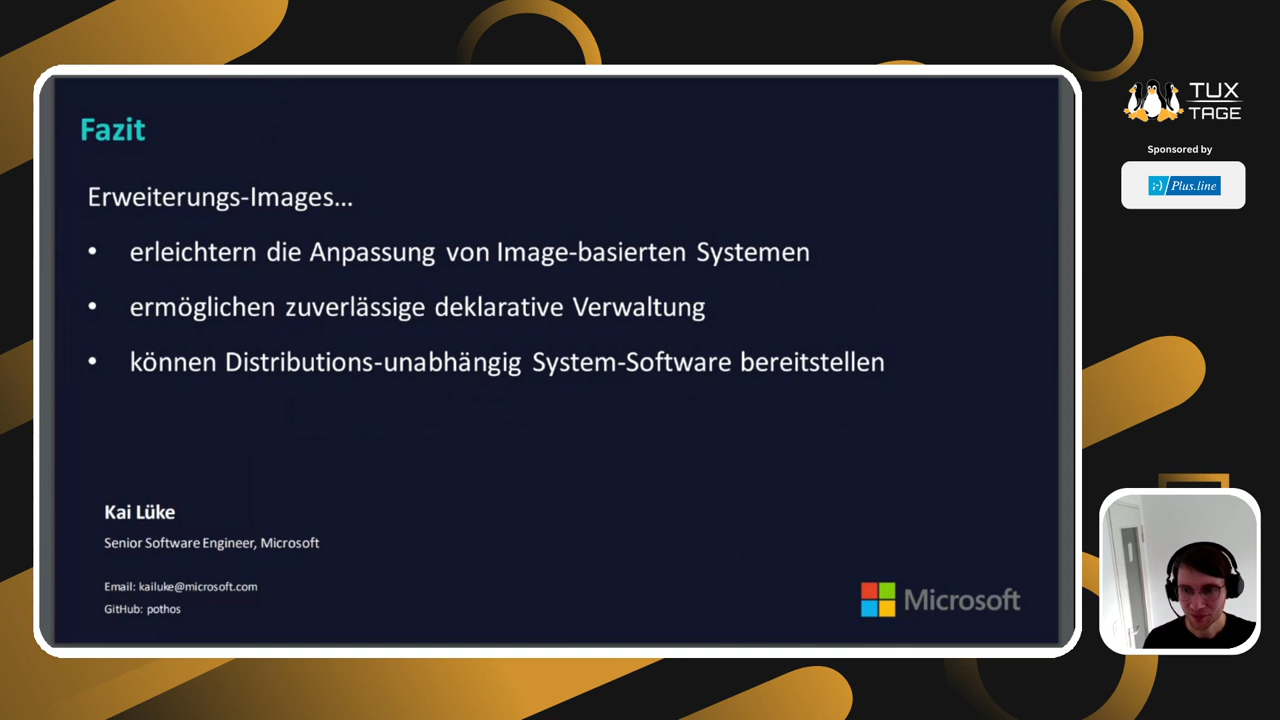 Fazit
Erweiterungs-Images...
• erleichtern die Anpassung von Image-basierten Systemen
• ermöglichen zuverlässige deklarative Verwaltung
• können Distributions-unabhängig System-Software bereitstellen
Kai Lüke
Senior Software Engineer, Microsoft
Email: kailuke@microsoft.com
GitHub: pothos
Microsoft
TUX
TAGE
Sponsored by
;-) Plus.line